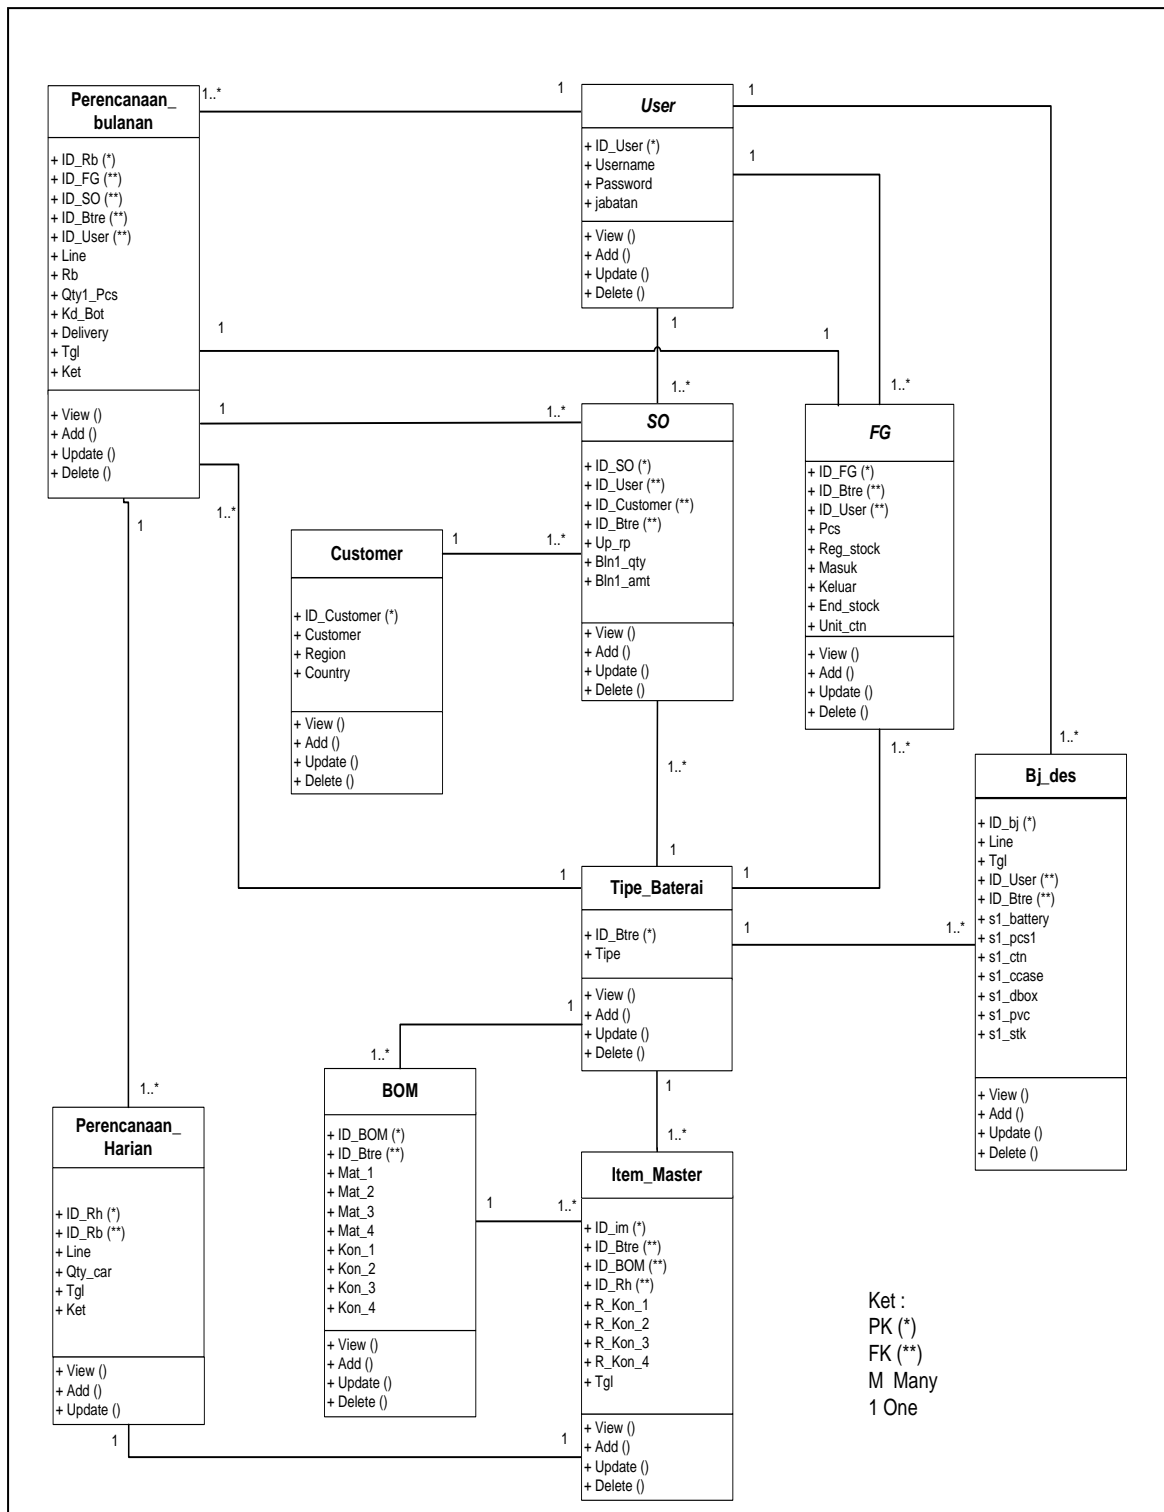 Perencanaan_
bulanan
+ ID_Rb (*)
+ ID_FG (**)
+ ID_SO (**)
+ ID_Btre (**)
+ ID_User (**)
+ Line
+ Rb
+ Qty1_Pcs
+ Kd_Bot
+ Delivery
+ Tgl
+ Ket
+ View ()
+ Add ()
+ Update ()
+ Delete ()
1..*
1
User
+ ID_User (*)
+ Username
+ Password
+ jabatan
+ View ()
+ Add ()
+ Update ()
+ Delete ()
1
1
1
1
1
1..*
1..*
1
1..*
SO
+ ID_SO (*)
+ ID_User (**)
+ ID_Customer (**)
+ ID_Btre (**)
+ Up_rp
+ Bln1_qty
+ Bln1_amt
+ View ()
+ Add ()
+ Update ()
+ Delete ()
FG
+ ID_FG (*)
+ ID_Btre (**)
+ ID_User (**)
+ Pcs
+ Reg_stock
+ Masuk
+ Keluar
+ End_stock
+ Unit_ctn
+ View ()
+ Add ()
+ Update ()
+ Delete ()
1
1..*
1
1..*
Customer
+ ID_Customer (*)
+ Customer
+ Region
+ Country
+ View ()
+ Add ()
+ Update ()
+ Delete ()
1..*
1..*
1..*
Bj_des
+ ID_bj (*)
+ Line
+ Tgl
+ ID_User (**)
+ ID_Btre (**)
+ s1_battery
+ s1_pcs1
+ s1_ctn
+ s1_ccase
+ s1_dbox
+ s1_pvc
+ s1_stk
+ View ()
+ Add ()
+ Update ()
+ Delete ()
1
1
1
Tipe_Baterai
+ ID_Btre (*)
+ Tipe
+ View ()
+ Add ()
+ Update ()
+ Delete ()
1
1..*
1
1..*
1
1..*
1..*
BOM
+ ID_BOM (*)
+ ID_Btre (**)
+ Mat_1
+ Mat_2
+ Mat_3
+ Mat_4
+ Kon_1
+ Kon_2
+ Kon_3
+ Kon_4
+ View ()
+ Add ()
+ Update ()
+ Delete ()
Perencanaan_
Harian
+ ID_Rh (*)
+ ID_Rb (**)
+ Line
+ Qty_car
+ Tgl
+ Ket
+ View ()
+ Add ()
+ Update ()
1
1..*
Item_Master
+ ID_im (*)
+ ID_Btre (**)
+ ID_BOM (**)
+ ID_Rh (**)
+ R_Kon_1
+ R_Kon_2
+ R_Kon_3
+ R_Kon_4
+ Tgl
+ View ()
+ Add ()
+ Update ()
+ Delete ()
1
1
Ket :
PK (*)
FK (**)
M  Many
1 One